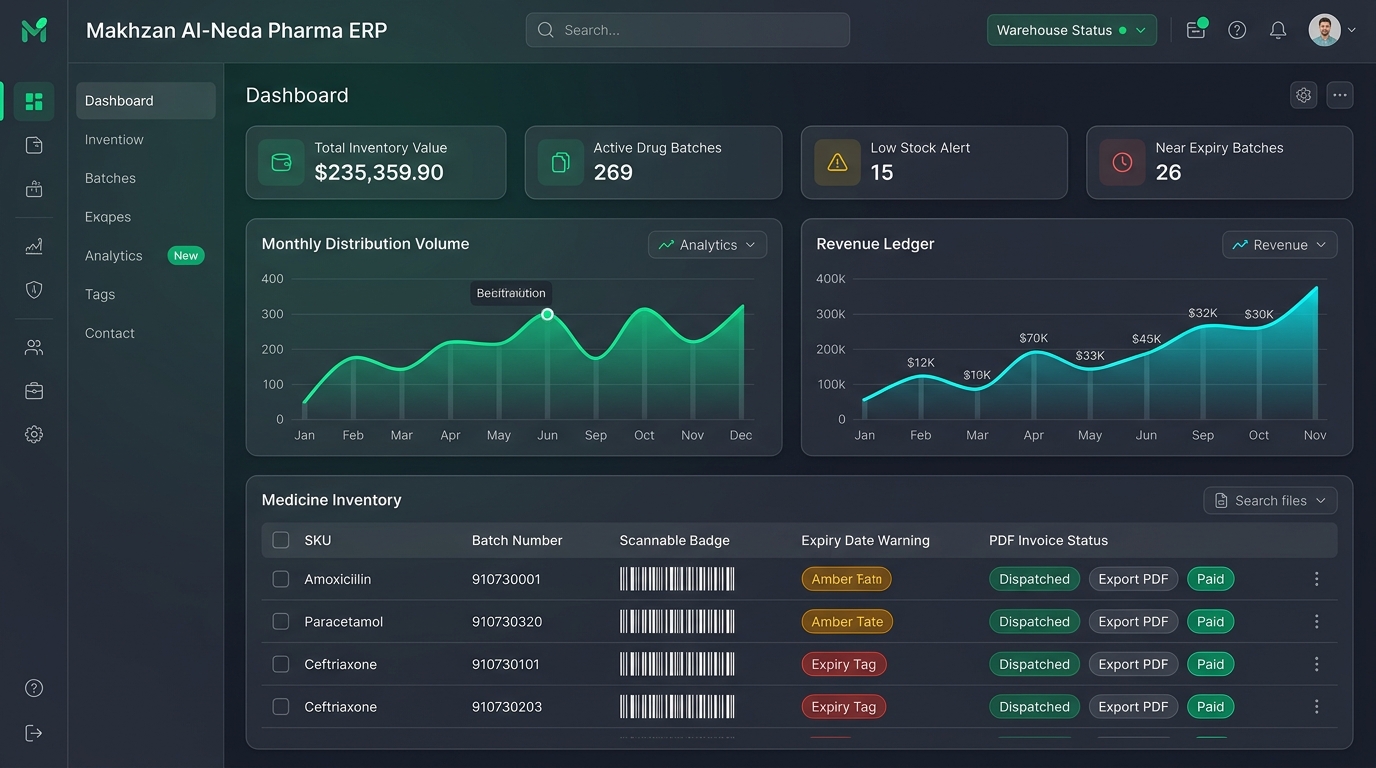 Makhzan Al-Neda Pharma ERP
Search...
Warehouse Status
Dashboard
Inventiow
Batches
Exapes
Analytics New
Tags
Contact
Dashboard
Total Inventory Value
$235,359.90
Active Drug Batches
269
Low Stock Alert
15
Near Expiry Batches
26
Monthly Distribution Volume
Analytics
400
300
200
100
0
Jan Feb Mar Apr May Jun Sep Oct Nov Dec
Revenue Ledger
Revenue
400K
300K
200K
100K
0
$12K
$70K
$33K
$45K
$32K
$30K
Jan Feb Mar Apr May Jun Sep Oct Nov
Medicine Inventory
Search files
SKU Batch Number Scannable Badge Expiry Date Warning PDF Invoice Status
Amoxicillin 910730001 Amber Dispatched Export PDF Paid
Paracetamol 910730320 Amber Tate Dispatched Export PDF Paid
Ceftriaxone 910730101 Expiry Tag Dispatched Export PDF Paid
Ceftriaxone 910730203 Expiry Tag Dispatched Export PDF Paid